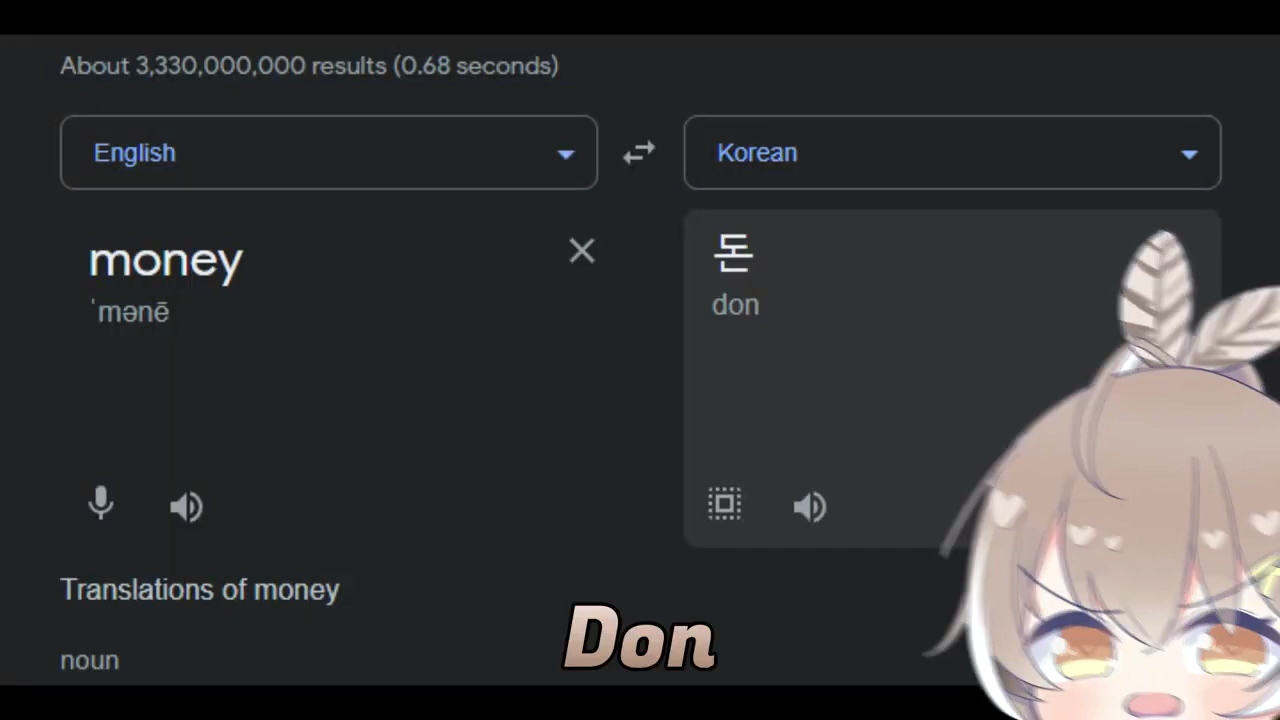 About 3,330,000,000 results (0.68 seconds)
English
Korean
money
ˈmənē
돈
don
Translations of money
noun
Don